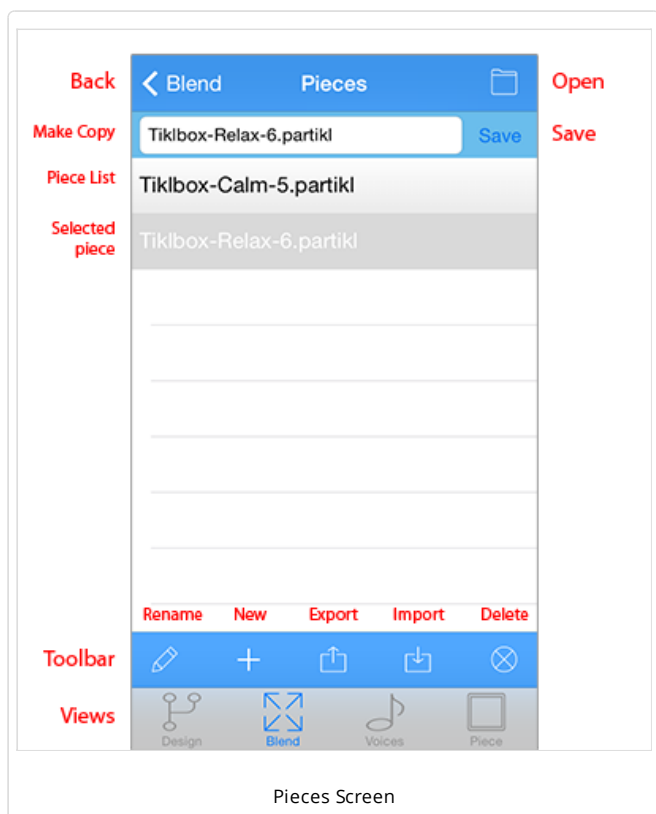 Back
Blend
Pieces
Open
Make Copy
Tiklbox-Relax-6.partikl
Save
Save
Piece List
Tiklbox-Calm-5.partikl
Selected
piece
Tiklbox-Relax-6.partikl
Rename New Export Import Delete
Toolbar
Views
Design Blend Voices Piece
Pieces Screen